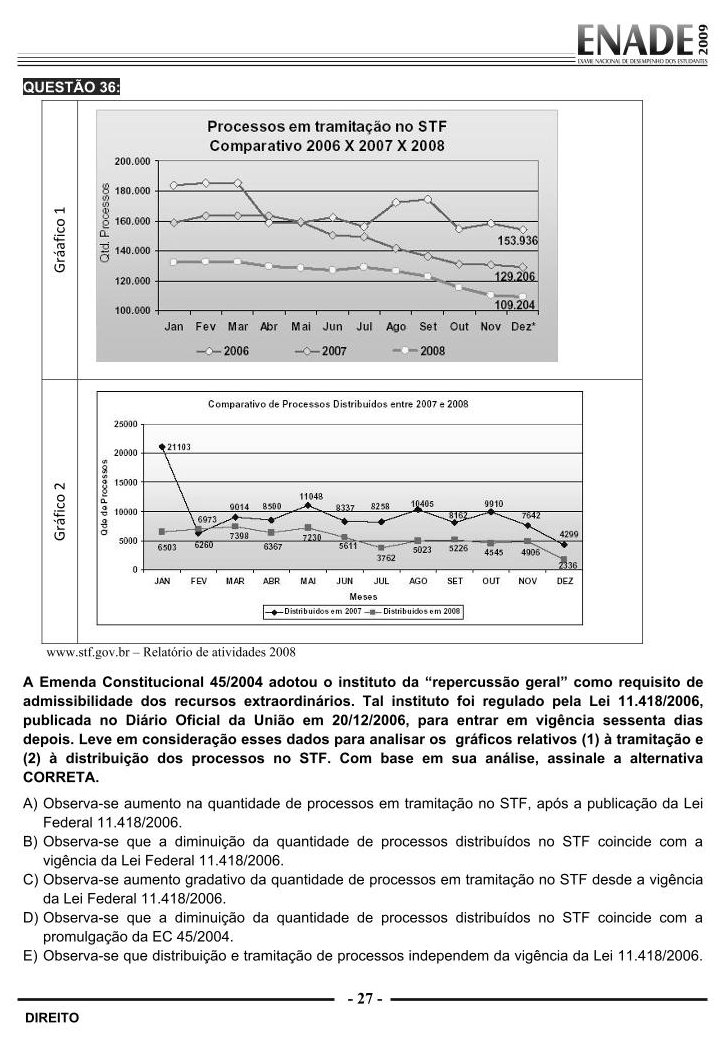 ENADE 2009
EXAME NACIONAL DE DESEMPENHO DOS ESTUDANTES
QUESTÃO 36:
Gráafico 1
Processos em tramitação no STF
Comparativo 2006 X 2007 X 2008
Qtd. Processos
200.000
180.000
160.000
140.000
120.000
100.000
153.936
129.206
109.204
Jan Fev Mar Abr Mai Jun Jul Ago Set Out Nov Dez*
2006 2007 2008
Gráfico 2
Comparativo de Processos Distribuídos entre 2007 e 2008
Qde de Processos
25000
20000
15000
10000
5000
0
21103 6973 9014 8500 11048 8337 8258 10405 8162 9910 7642 4299
6503 6260 7398 6367 7230 5611 3762 5023 5226 4545 4906 2336
JAN FEV MAR ABR MAI JUN JUL AGO SET OUT NOV DEZ
Meses
Distribuídos em 2007 Distribuídos em 2008
www.stf.gov.br – Relatório de atividades 2008
A Emenda Constitucional 45/2004 adotou o instituto da “repercussão geral” como requisito de
admissibilidade dos recursos extraordinários. Tal instituto foi regulado pela Lei 11.418/2006,
publicada no Diário Oficial da União em 20/12/2006, para entrar em vigência sessenta dias
depois. Leve em consideração esses dados para analisar os gráficos relativos (1) à tramitação e
(2) à distribuição dos processos no STF. Com base em sua análise, assinale a alternativa
CORRETA.
A) Observa-se aumento na quantidade de processos em tramitação no STF, após a publicação da Lei
Federal 11.418/2006.
B) Observa-se que a diminuição da quantidade de processos distribuídos no STF coincide com a
vigência da Lei Federal 11.418/2006.
C) Observa-se aumento gradativo da quantidade de processos em tramitação no STF desde a vigência
da Lei Federal 11.418/2006.
D) Observa-se que a diminuição da quantidade de processos distribuídos no STF coincide com a
promulgação da EC 45/2004.
E) Observa-se que distribuição e tramitação de processos independem da vigência da Lei 11.418/2006.
- 27 -
DIREITO